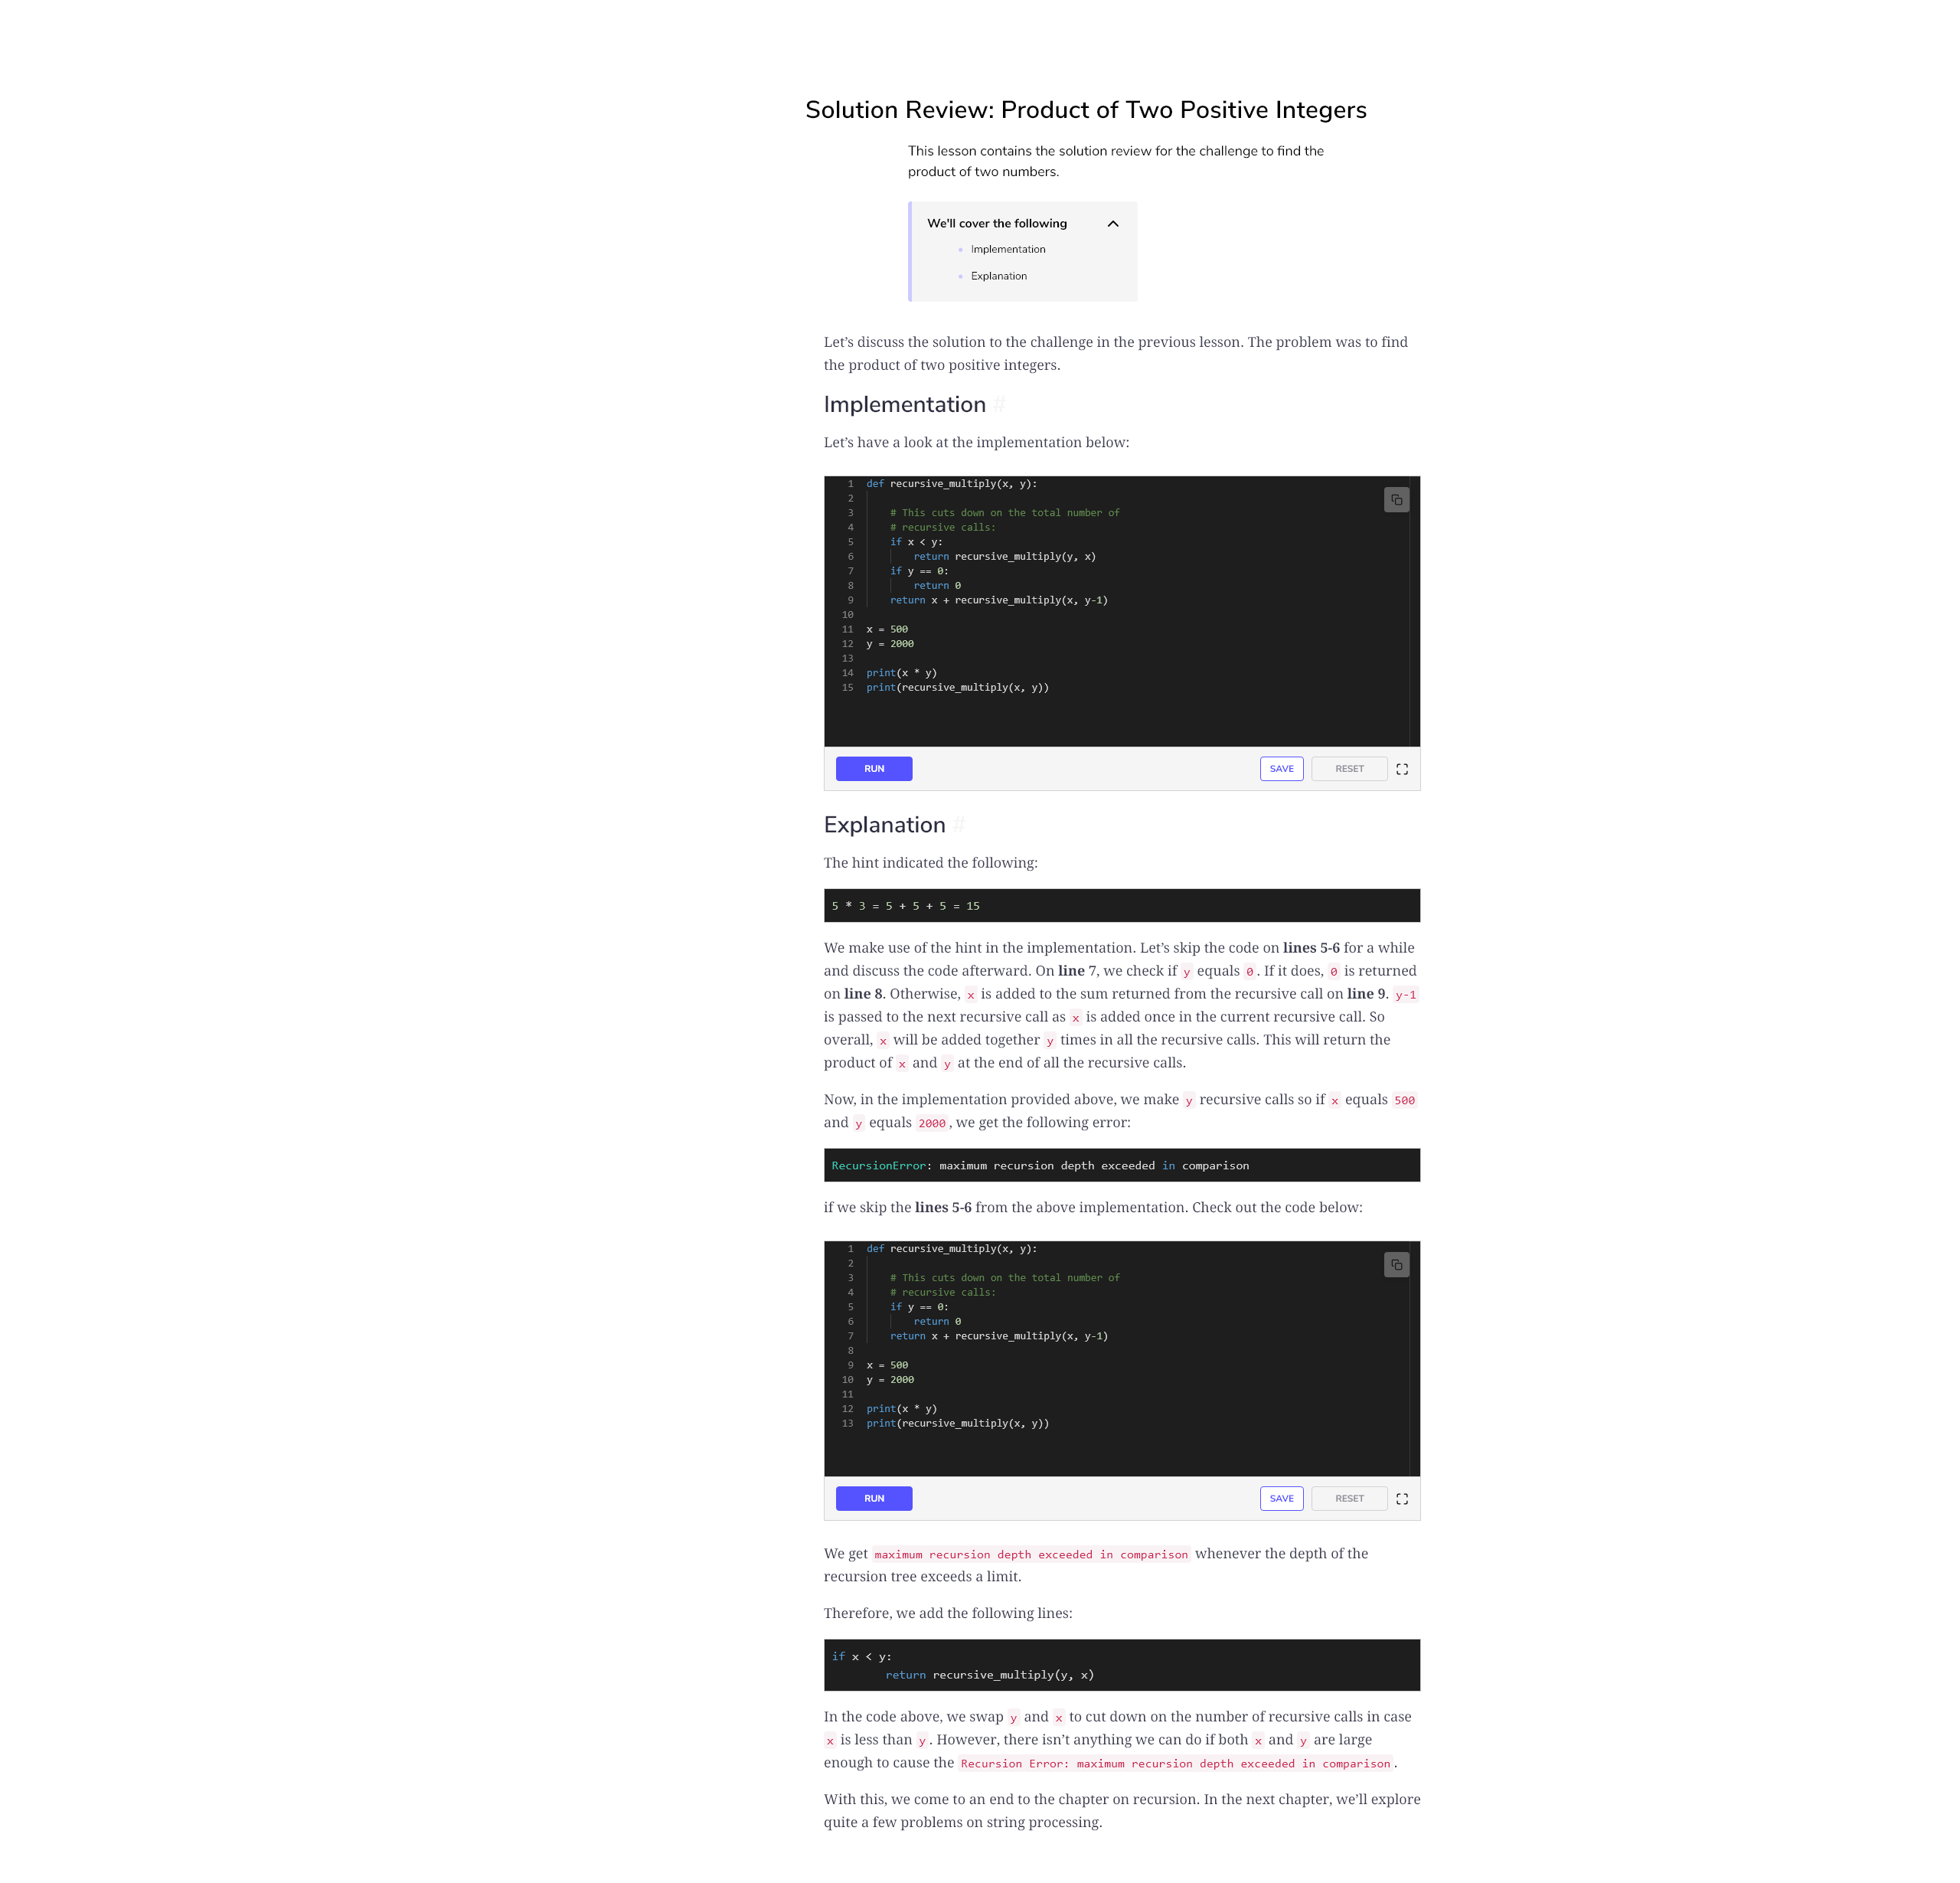 Solution Review: Product of Two Positive Integers
This lesson contains the solution review for the challenge to find the
product of two numbers.
We'll cover the following
Implementation
Explanation
Let’s discuss the solution to the challenge in the previous lesson. The problem was to find
the product of two positive integers.
Implementation #
Let’s have a look at the implementation below:
1 def recursive_multiply(x, y):
2
3     # This cuts down on the total number of
4     # recursive calls:
5     if x < y:
6         return recursive_multiply(y, x)
7     if y == 0:
8         return 0
9     return x + recursive_multiply(x, y-1)
10
11 x = 500
12 y = 2000
13
14 print(x * y)
15 print(recursive_multiply(x, y))
RUN SAVE RESET
Explanation #
The hint indicated the following:
5 * 3 = 5 + 5 + 5 = 15
We make use of the hint in the implementation. Let’s skip the code on lines 5-6 for a while
and discuss the code afterward. On line 7, we check if y equals 0. If it does, 0 is returned
on line 8. Otherwise, x is added to the sum returned from the recursive call on line 9. y-1
is passed to the next recursive call as x is added once in the current recursive call. So
overall, x will be added together y times in all the recursive calls. This will return the
product of x and y at the end of all the recursive calls.
Now, in the implementation provided above, we make y recursive calls so if x equals 500
and y equals 2000, we get the following error:
RecursionError: maximum recursion depth exceeded in comparison
if we skip the lines 5-6 from the above implementation. Check out the code below:
1 def recursive_multiply(x, y):
2
3     # This cuts down on the total number of
4     # recursive calls:
5     if y == 0:
6         return 0
7     return x + recursive_multiply(x, y-1)
8
9 x = 500
10 y = 2000
11
12 print(x * y)
13 print(recursive_multiply(x, y))
RUN SAVE RESET
We get maximum recursion depth exceeded in comparison whenever the depth of the
recursion tree exceeds a limit.
Therefore, we add the following lines:
if x < y:
        return recursive_multiply(y, x)
In the code above, we swap y and x to cut down on the number of recursive calls in case
x is less than y. However, there isn’t anything we can do if both x and y are large
enough to cause the Recursion Error: maximum recursion depth exceeded in comparison.
With this, we come to an end to the chapter on recursion. In the next chapter, we’ll explore
quite a few problems on string processing.